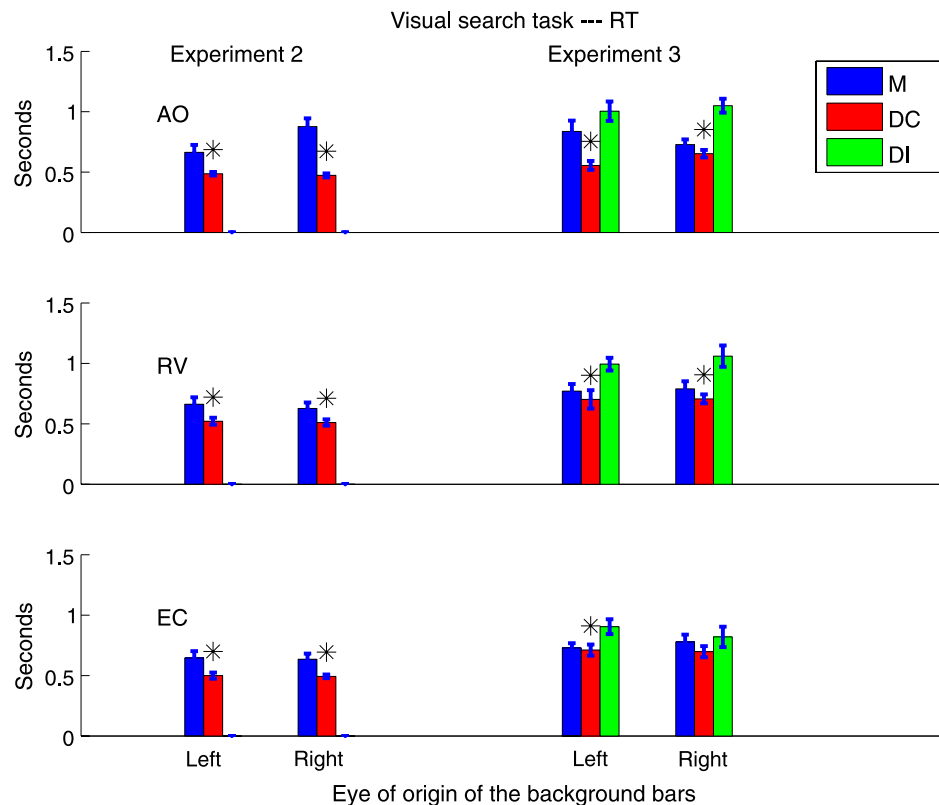 Visual search task --- RT
Experiment 2
Experiment 3
M
DC
DI
AO
Seconds
1.5
1
0.5
0
RV
Seconds
1.5
1
0.5
0
EC
Seconds
1.5
1
0.5
0
Left
Right
Left
Right
Eye of origin of the background bars